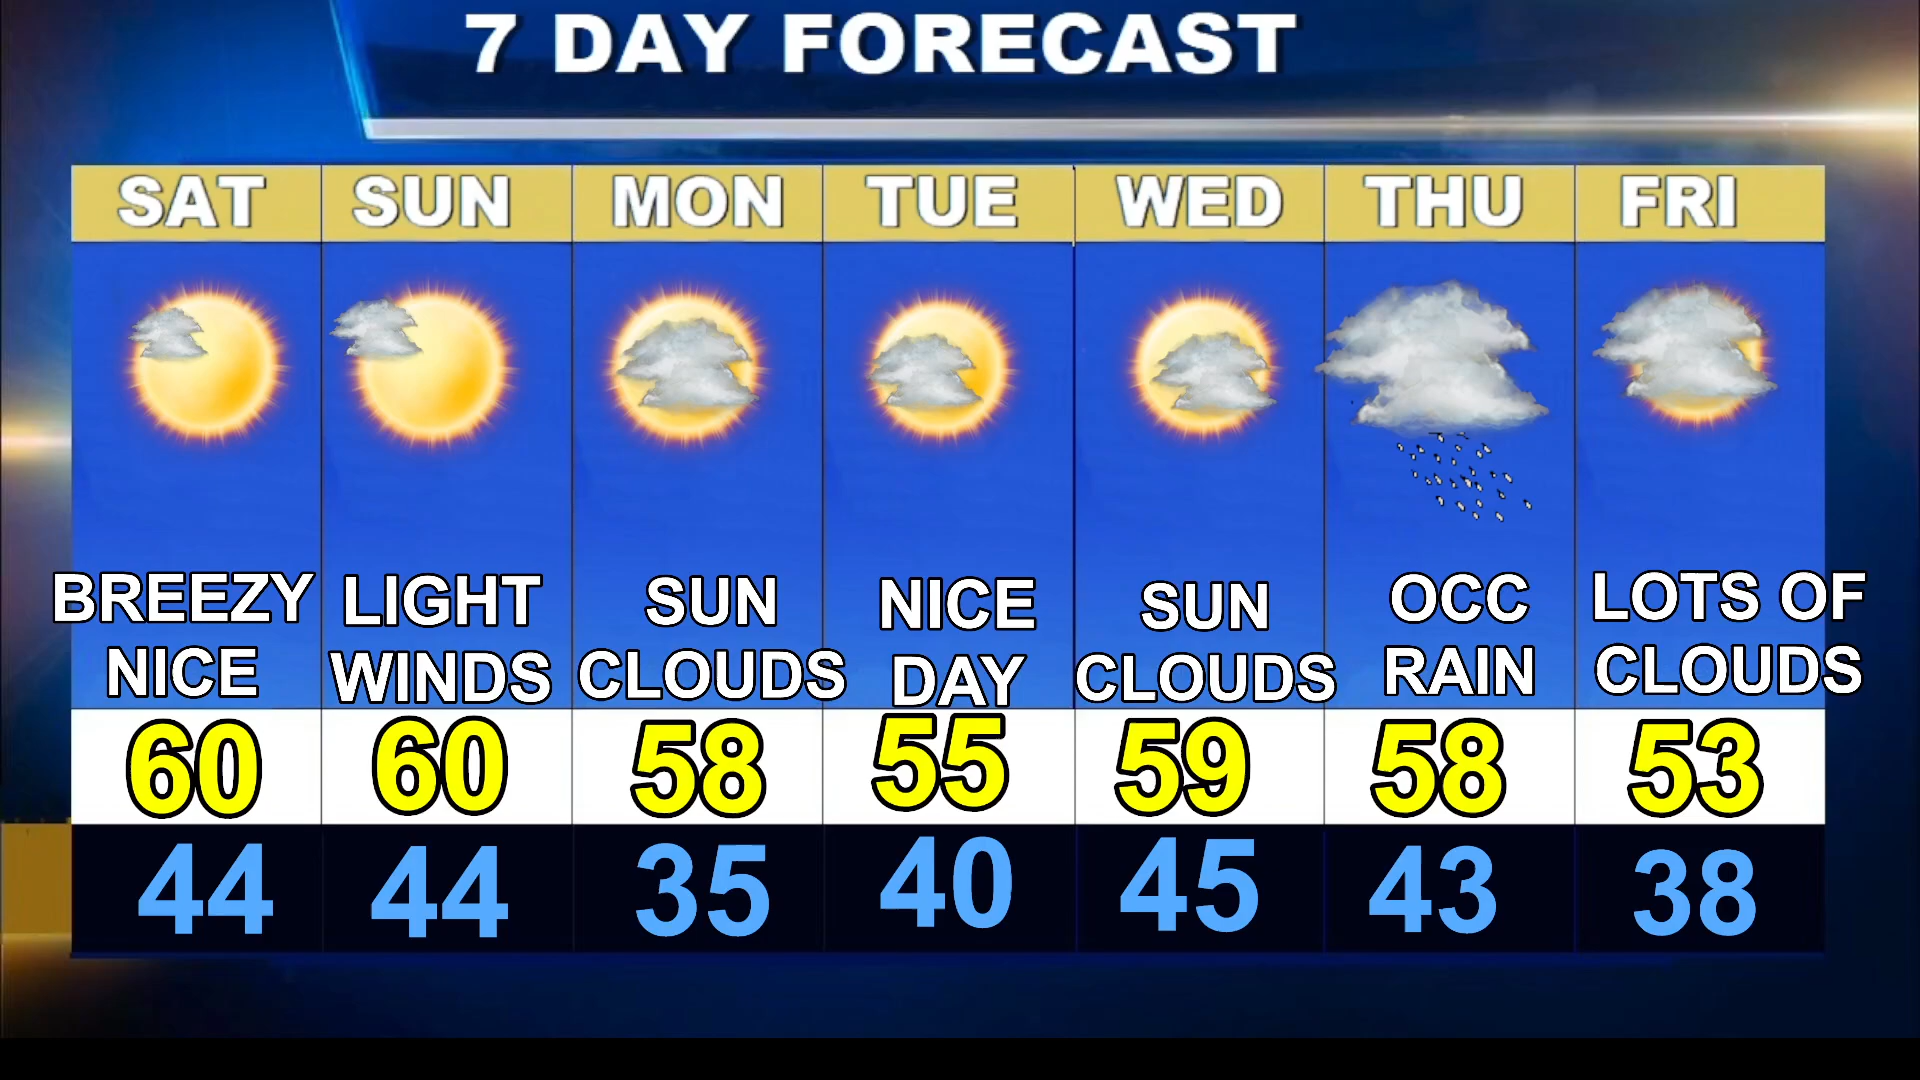 7 DAY FORECAST
SAT SUN MON TUE WED THU FRI
BREEZY LIGHT SUN NICE SUN OCC LOTS OF
NICE WINDS CLOUDS DAY CLOUDS RAIN CLOUDS
60 60 58 55 59 58 53
44 44 35 40 45 43 38